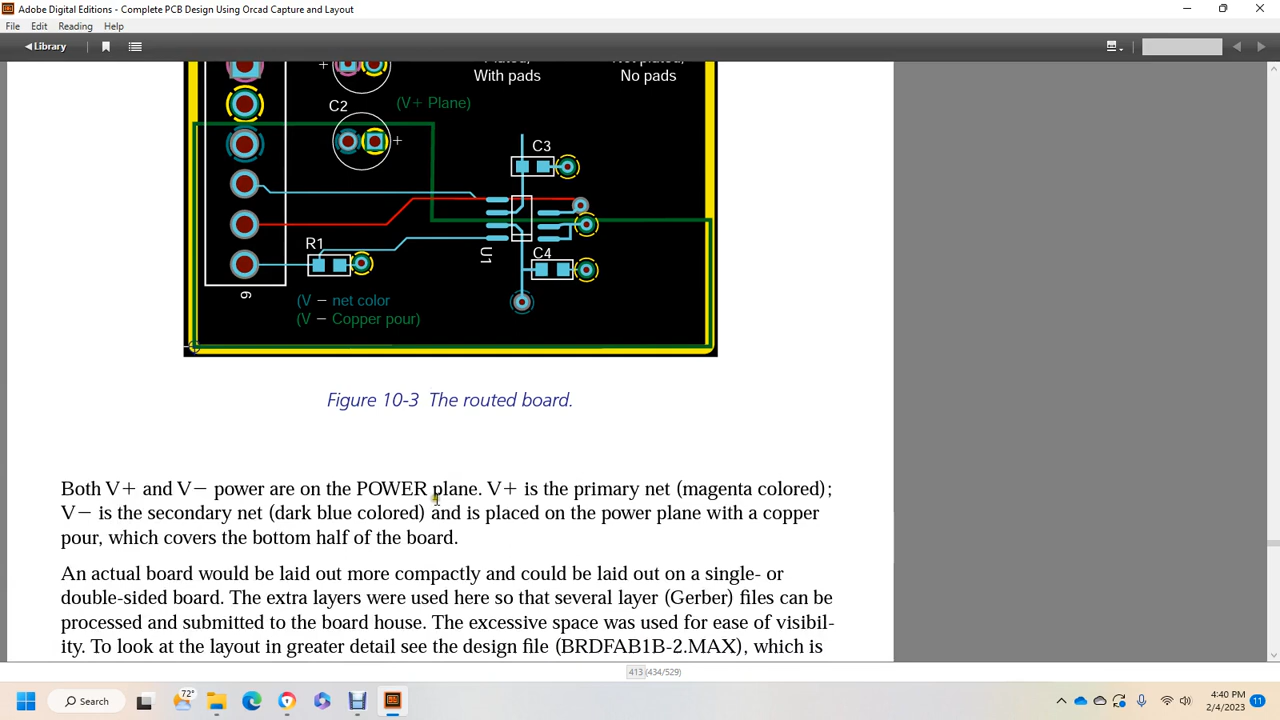 Adobe Digital Editions - Complete PCB Design Using Orcad Capture and Layout
File Edit Reading Help
Library
With pads
No pads
+
C2
(V+ Plane)
+
C3
R1
U1
C4
6
(V − net color
(V − Copper pour)
Figure 10-3 The routed board.
Both V+ and V− power are on the POWER plane. V+ is the primary net (magenta colored);
V− is the secondary net (dark blue colored) and is placed on the power plane with a copper
pour, which covers the bottom half of the board.
An actual board would be laid out more compactly and could be laid out on a single- or
double-sided board. The extra layers were used here so that several layer (Gerber) files can be
processed and submitted to the board house. The excessive space was used for ease of visibil-
ity. To look at the layout in greater detail see the design file (BRDFAB1B-2.MAX), which is
413 (434/529)
72°
Search
4:40 PM
2/4/2023
11